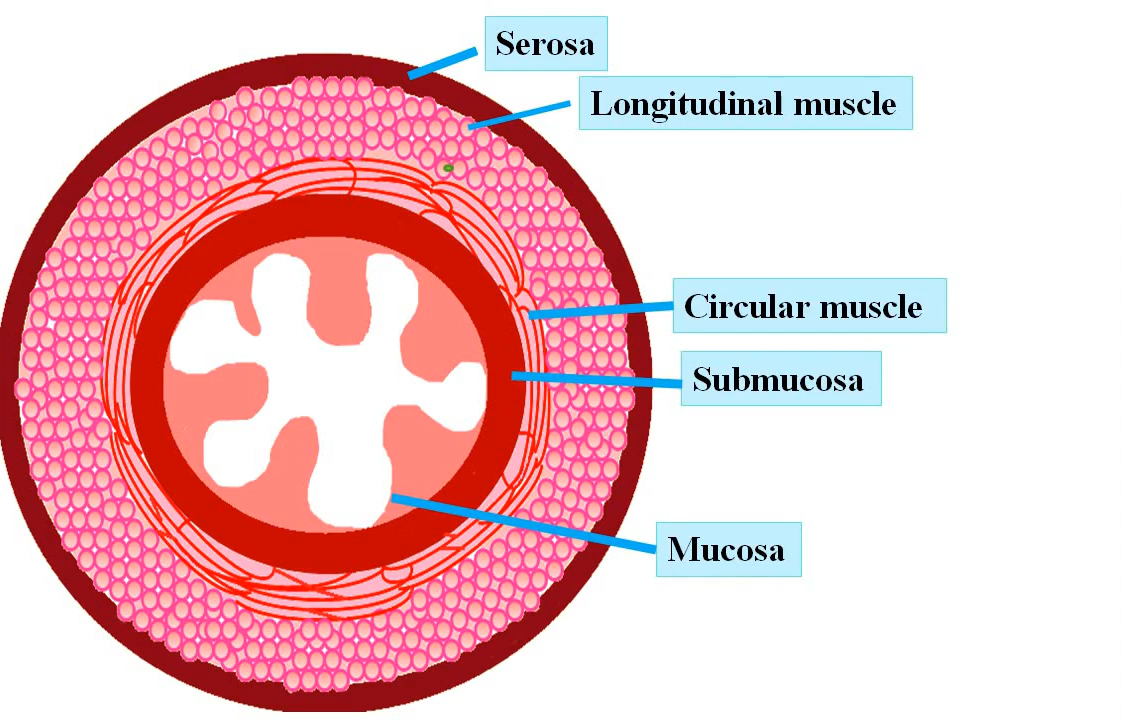 Serosa
Longitudinal muscle
Circular muscle
Submucosa
Mucosa